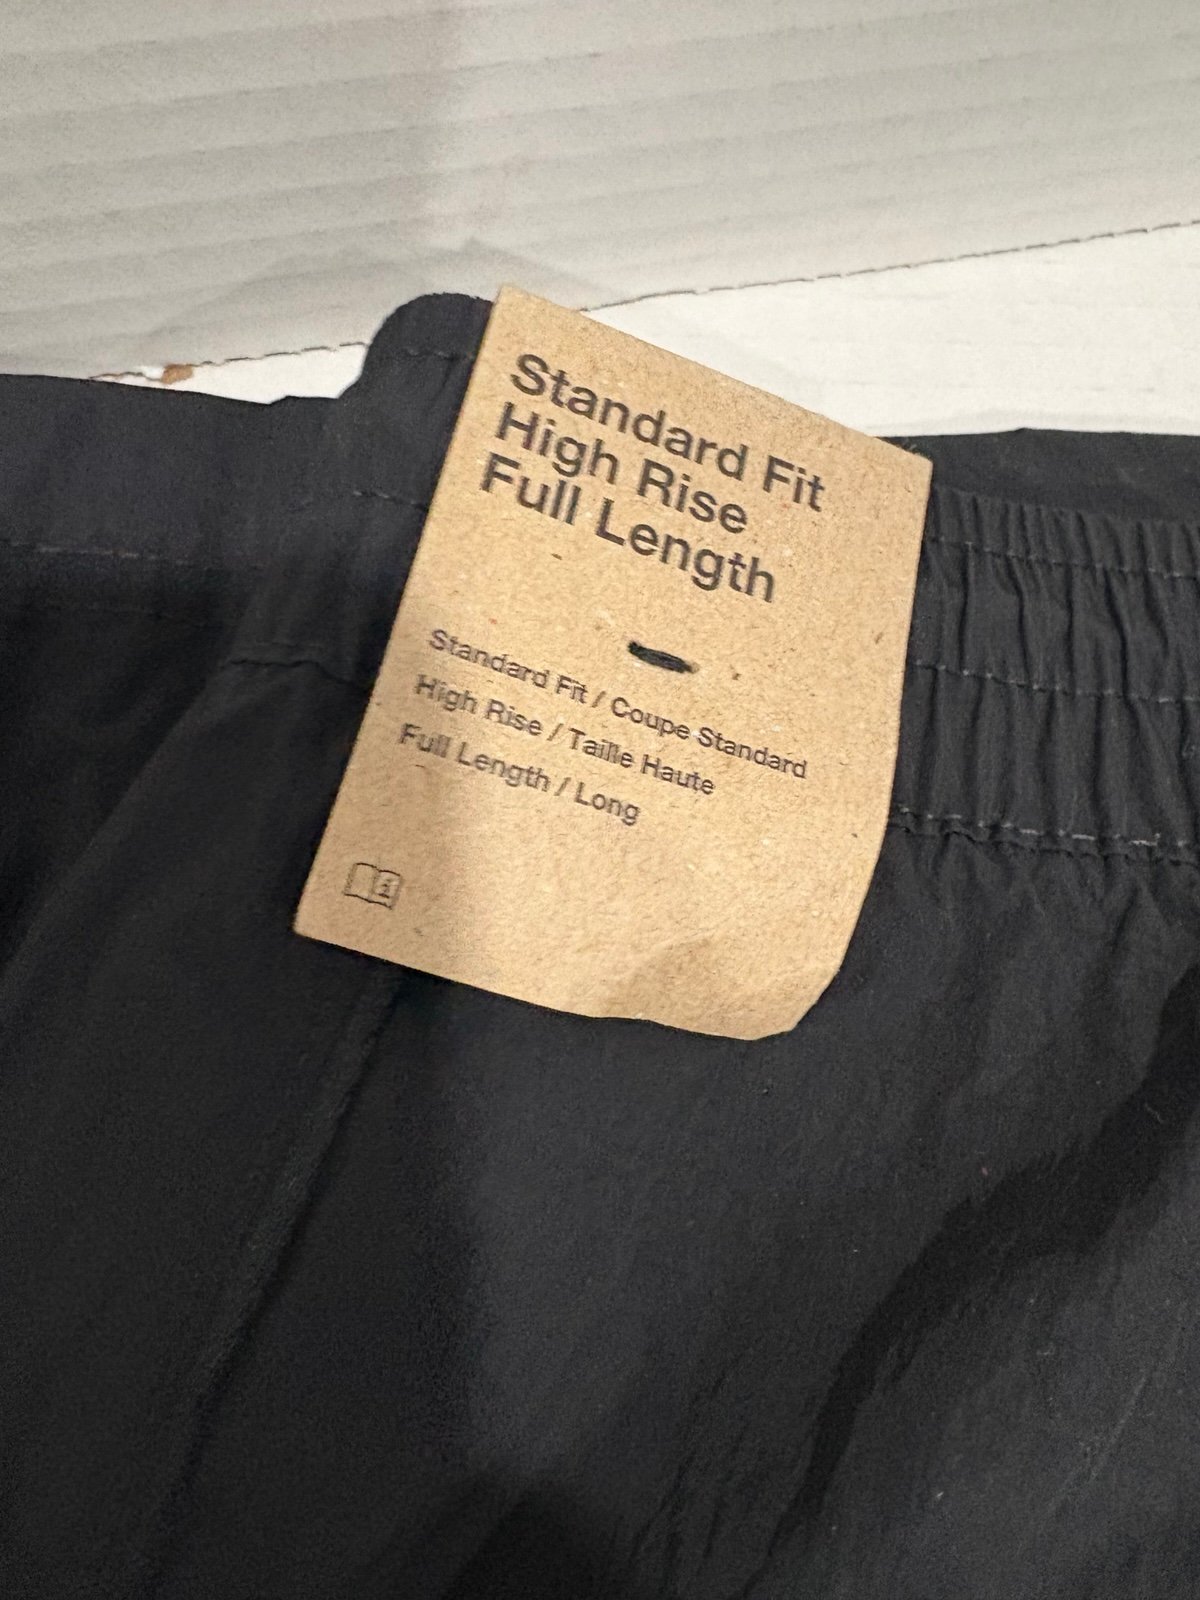 Standard Fit
High Rise
Full Length
Standard Fit / Coupe Standard
High Rise / Taille Haute
Full Length / Long